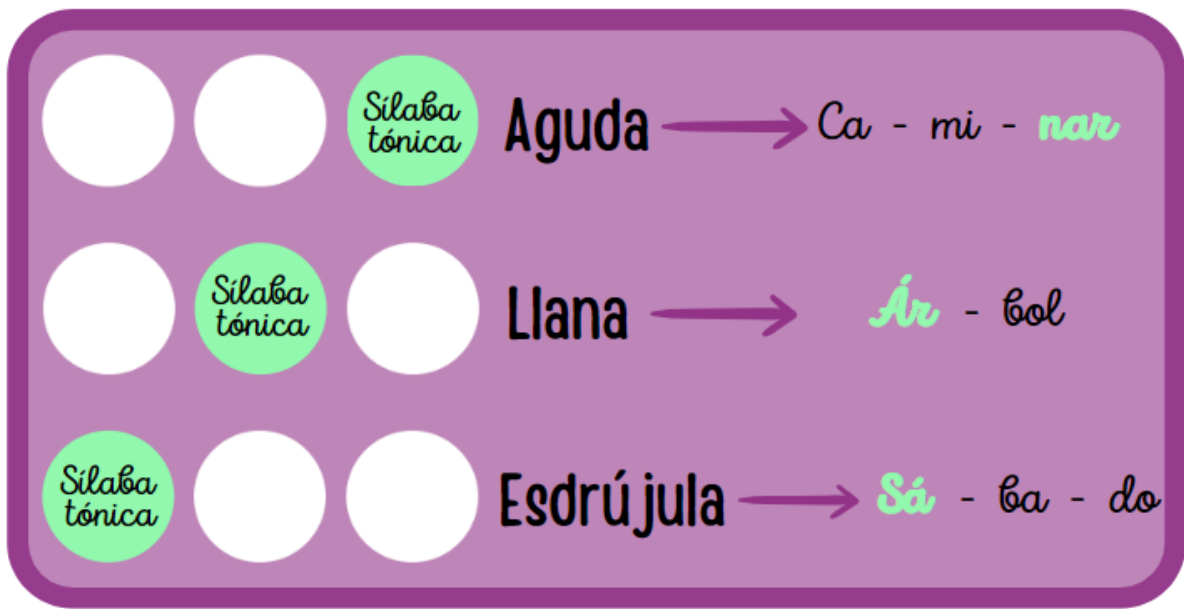 Sílaba
tónica
Aguda
Ca - mi - nar
Sílaba
tónica
Llana
Ár - bol
Sílaba
tónica
Esdrújula
Sá - ba - do